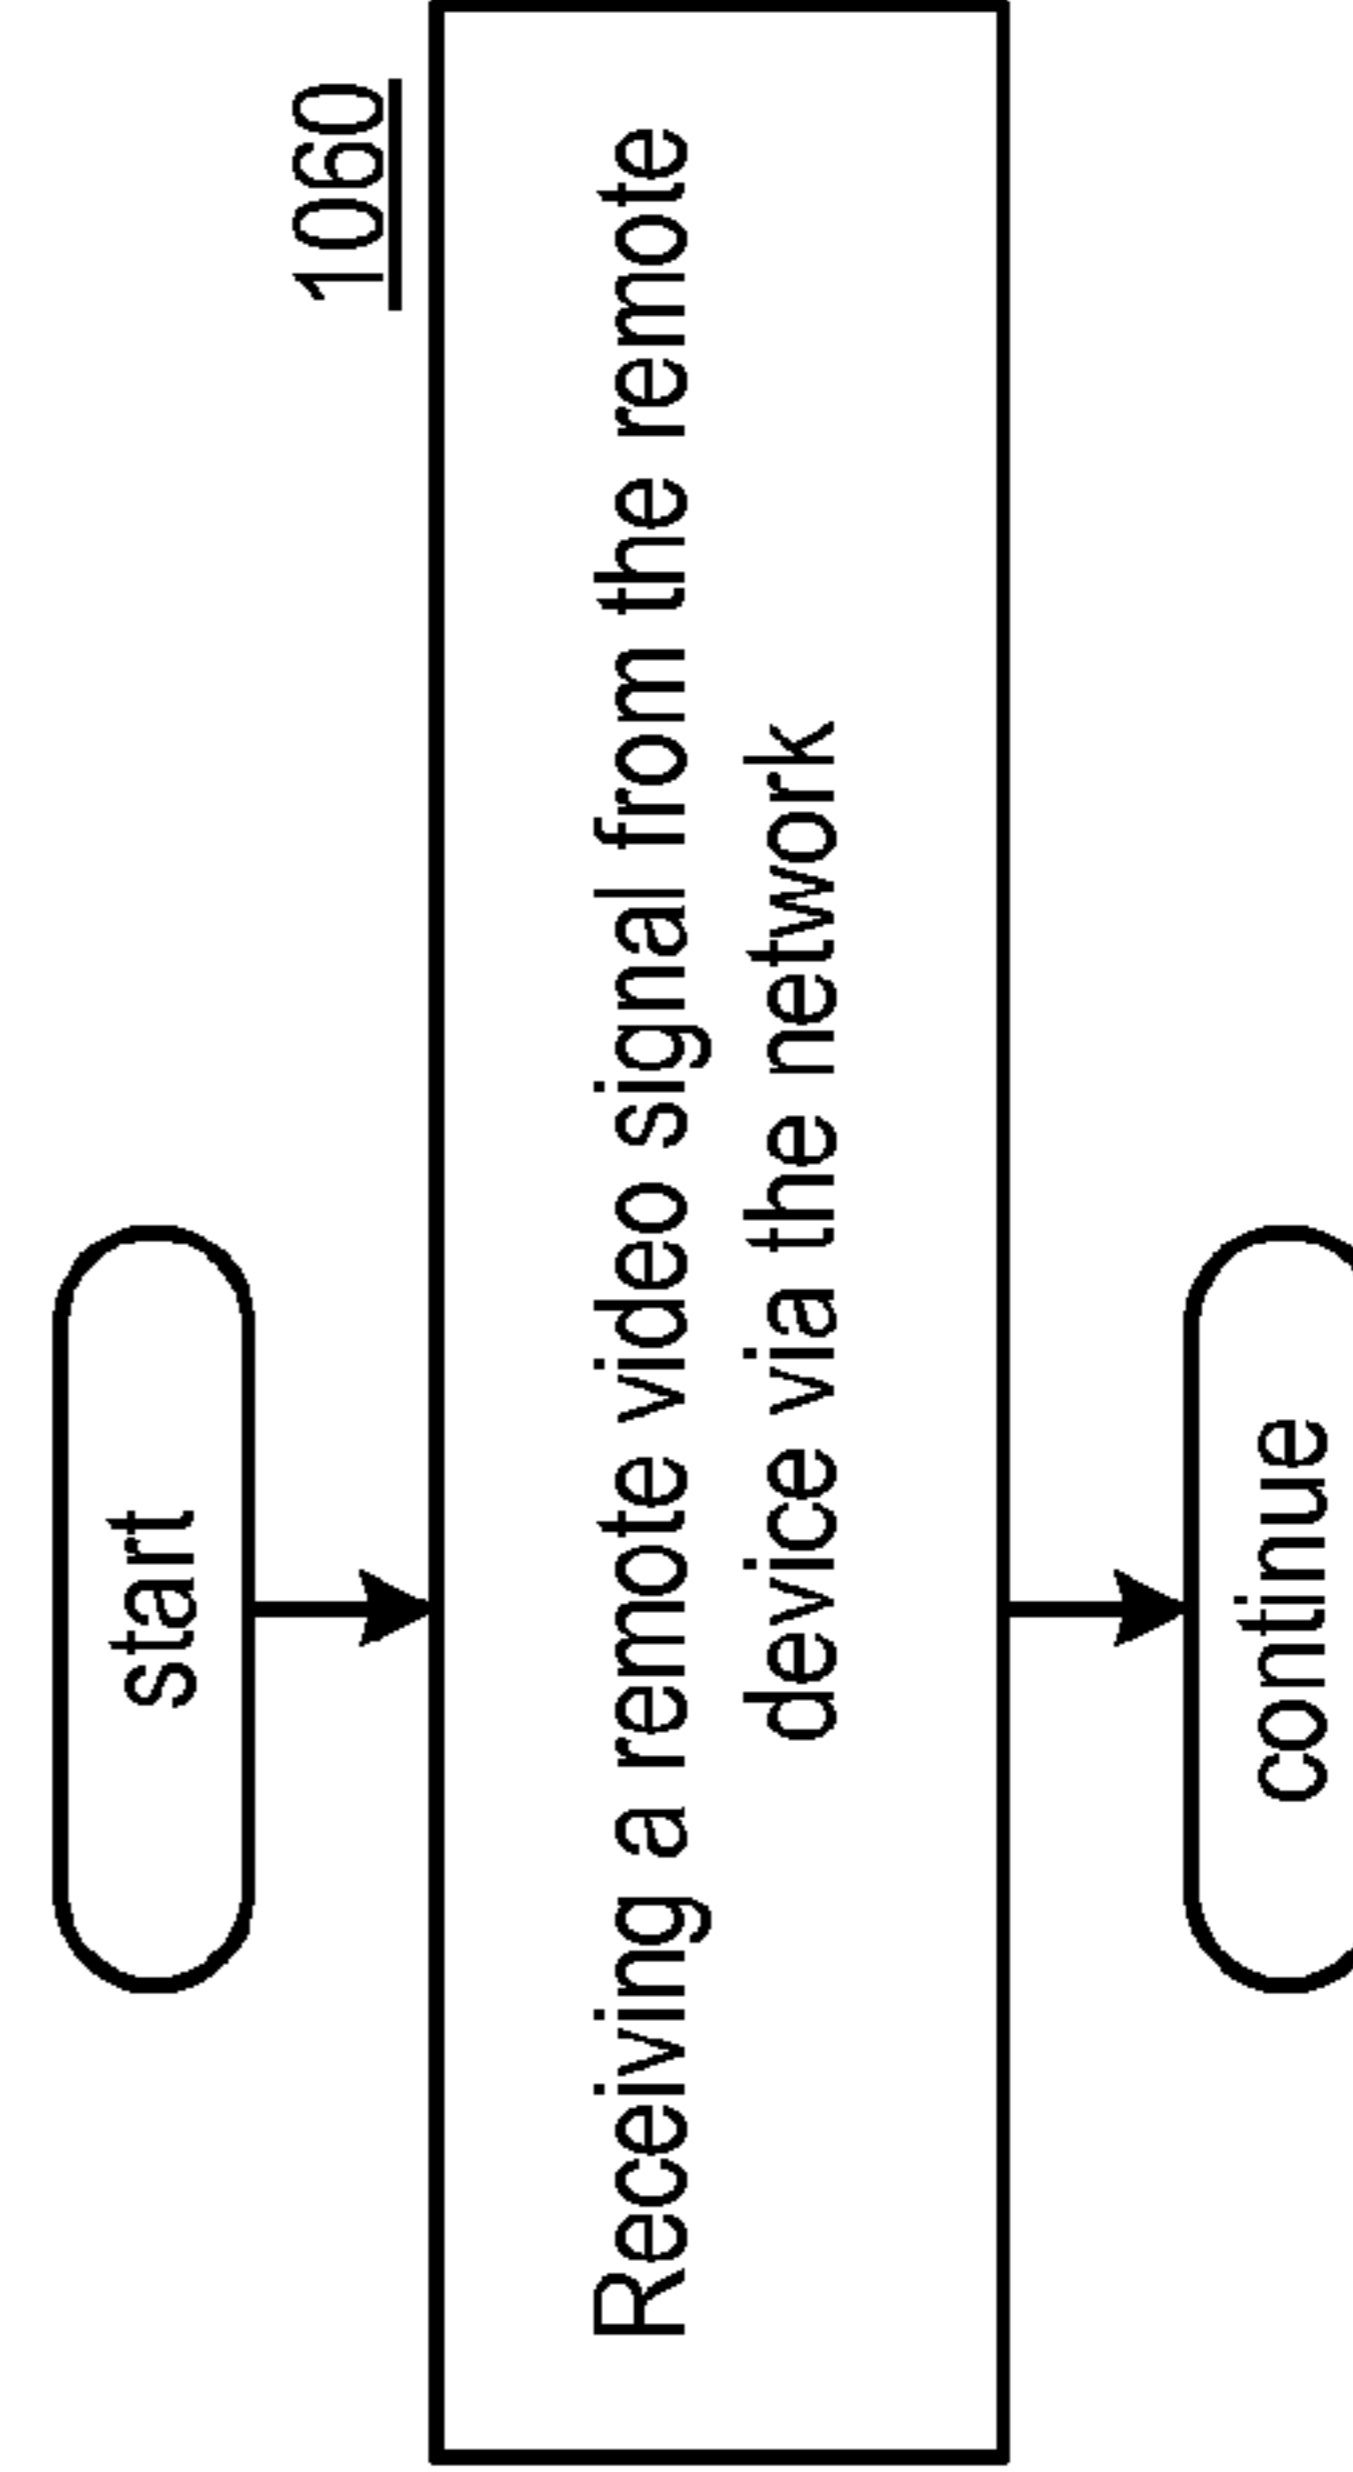 start
1060
Receiving a remote video signal from the remote
device via the network
continue